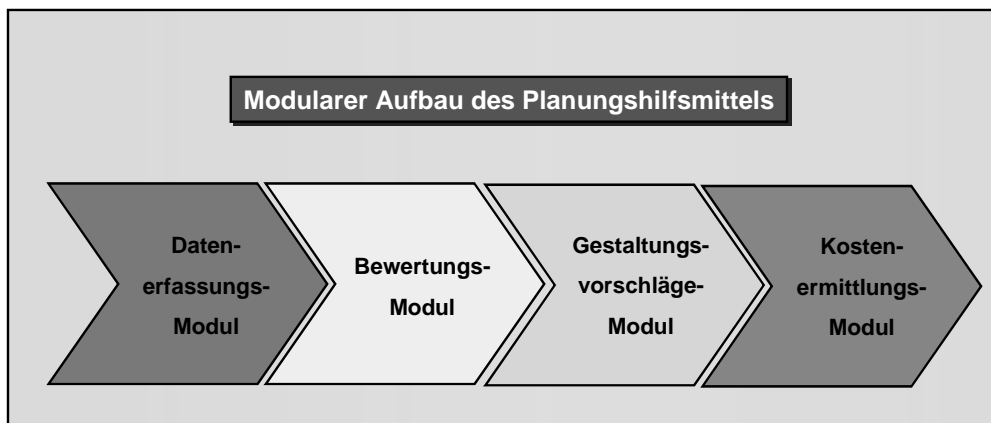 Modularer Aufbau des Planungshilfsmittels
Daten-
erfassungs-
Modul
Bewertungs-
Modul
Gestaltungs-
vorschläge-
Modul
Kosten-
ermittlungs-
Modul